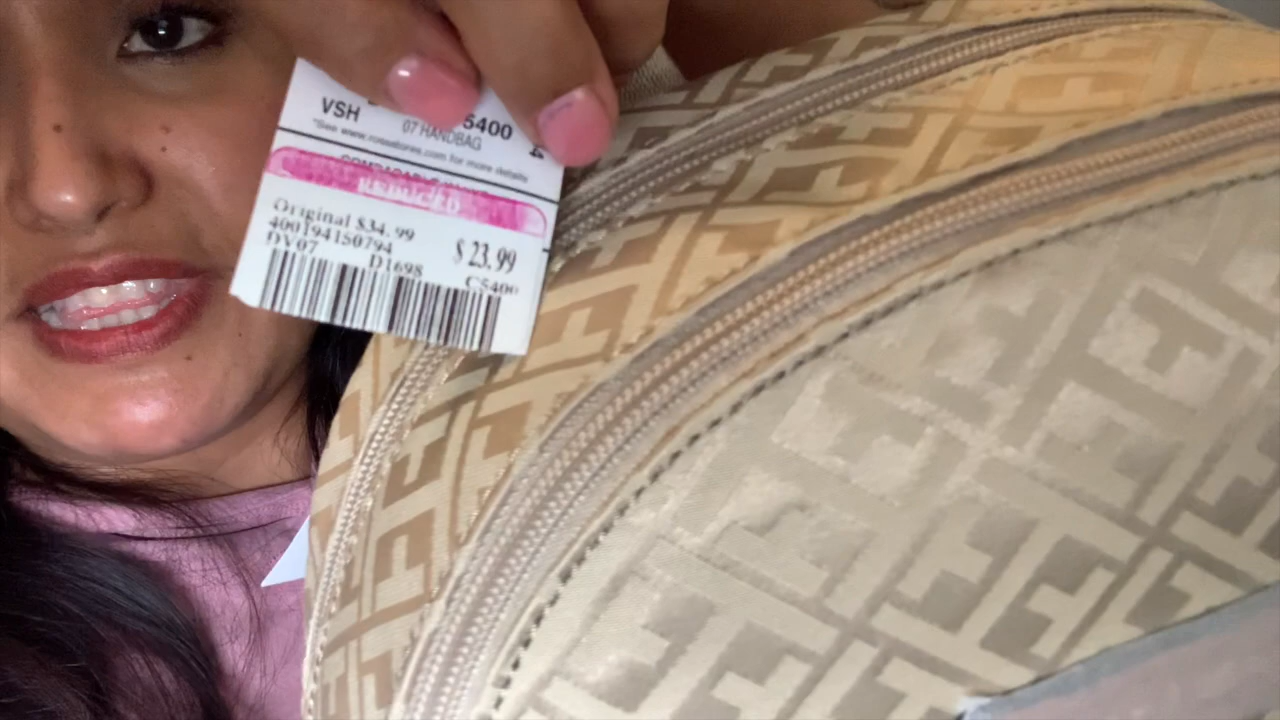 VSH 5400
07 HANDBAG
*See www.rossstores.com for more details
REDUCED
Original $34.99
400194150794 $23.99
DV07 D1698 C5400